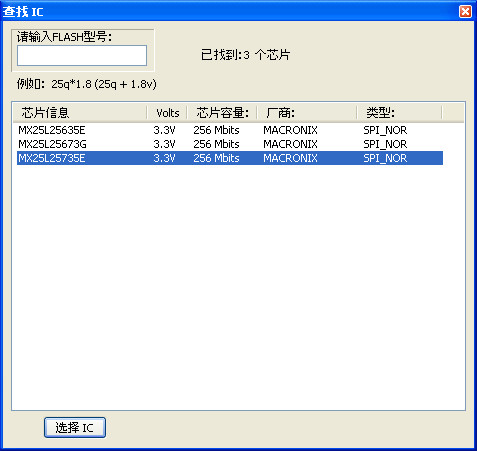 查找 IC
请输入FLASH型号:
已找到:3 个芯片
例如: 25q*1.8 (25q + 1.8v)
芯片信息 Volts 芯片容量: 厂商: 类型:
MX25L25635E 3.3V 256 Mbits MACRONIX SPI_NOR
MX25L25673G 3.3V 256 Mbits MACRONIX SPI_NOR
MX25L25735E 3.3V 256 Mbits MACRONIX SPI_NOR
选择 IC